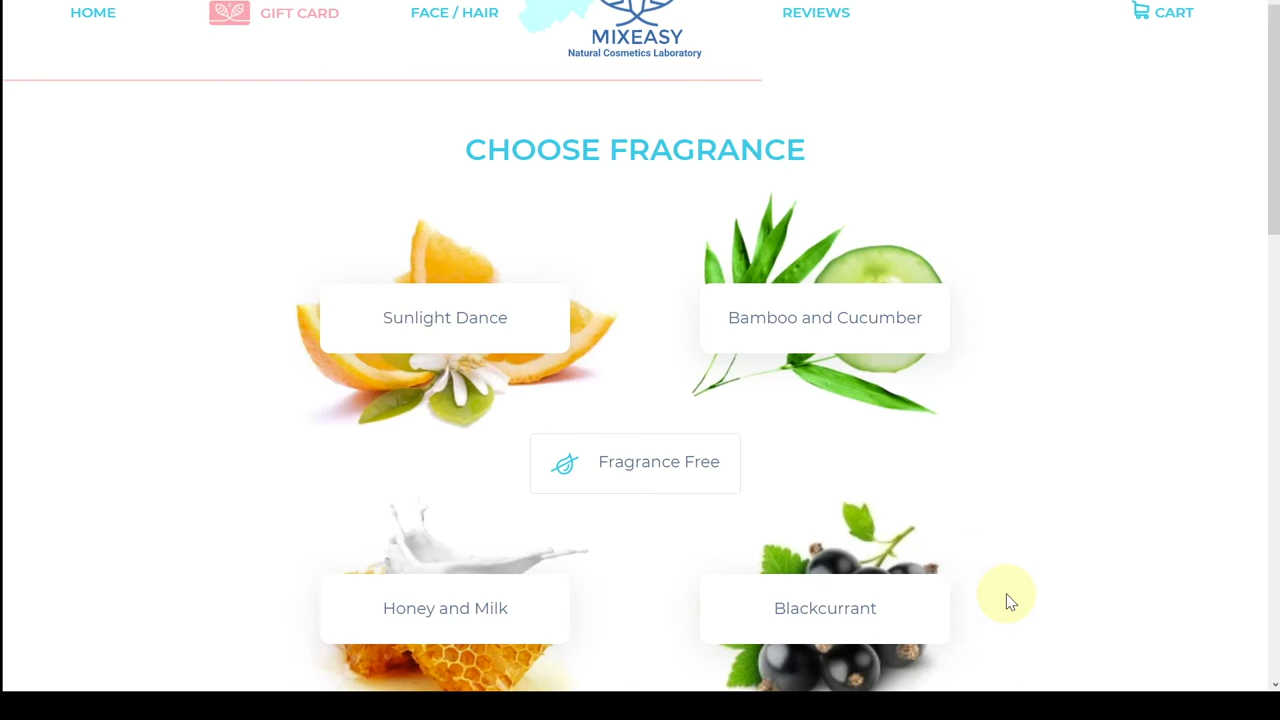 HOME
GIFT CARD
FACE / HAIR
MIXEASY
Natural Cosmetics Laboratory
REVIEWS
CART
CHOOSE FRAGRANCE
Sunlight Dance
Bamboo and Cucumber
Fragrance Free
Honey and Milk
Blackcurrant